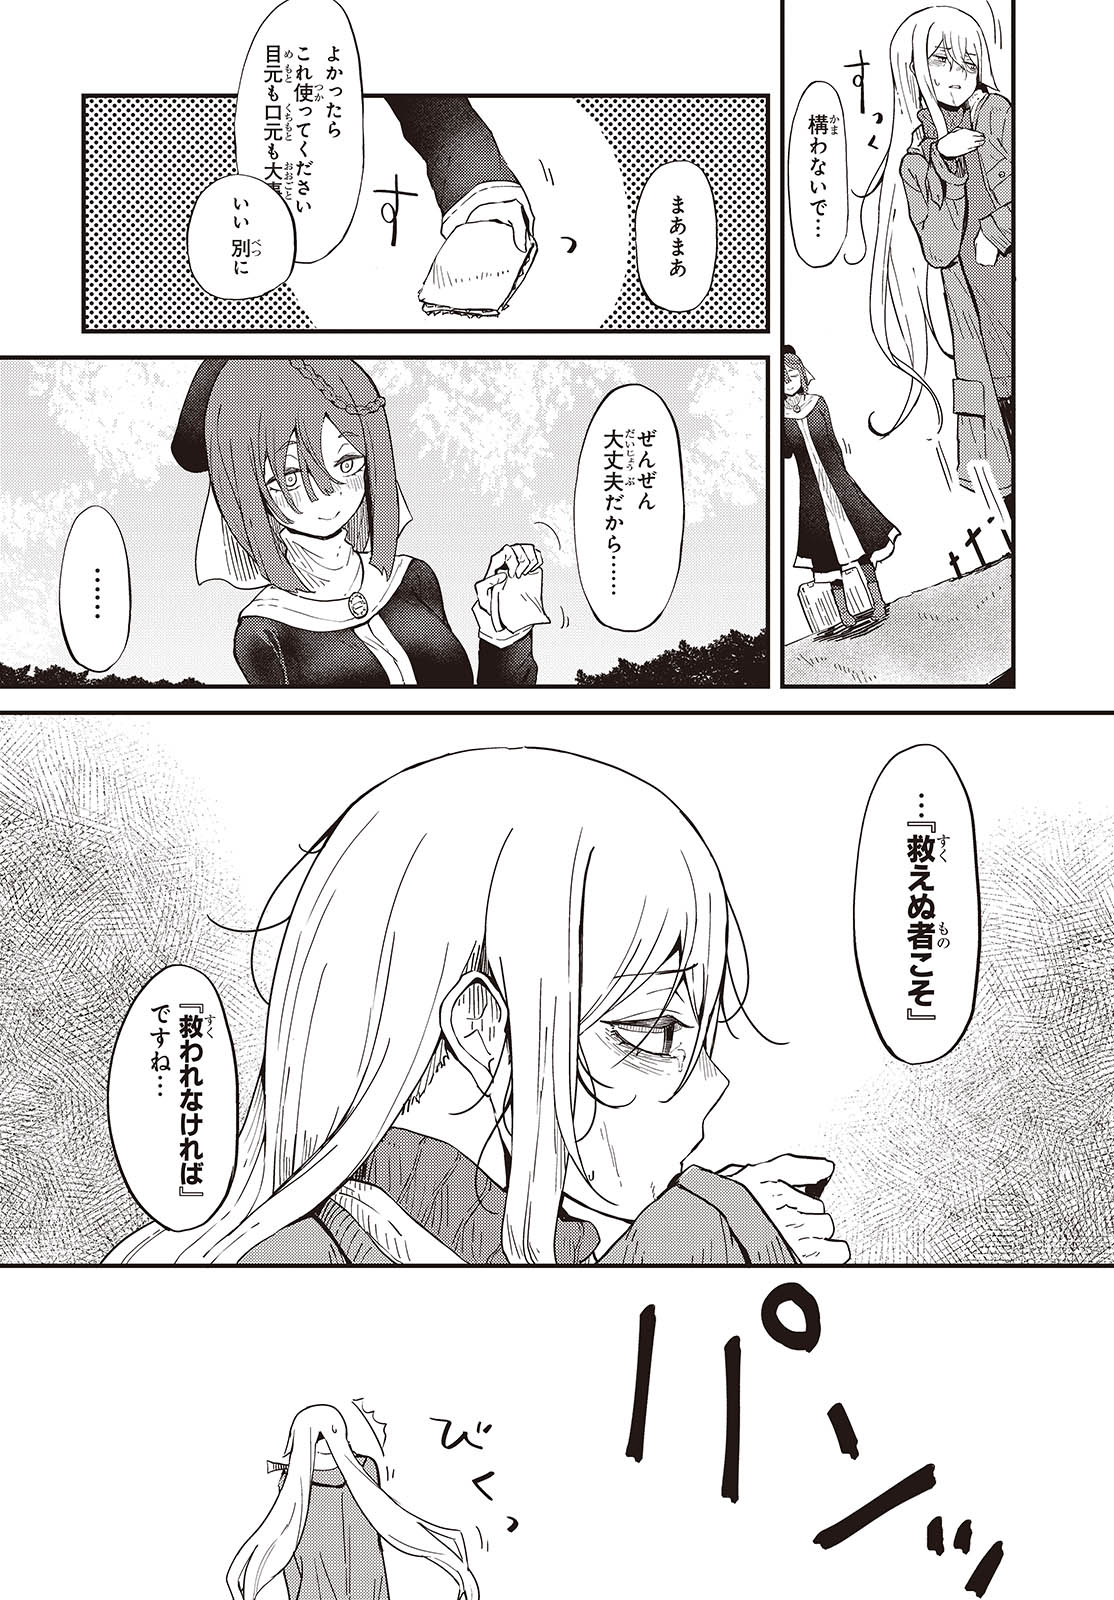 すっく
構わないで…
まあまあ
すっ
よかったら
これ使ってください
目元も口元も大事
いい 別に
ぜんぜん
大丈夫だから……
……
…『救えぬ者こそ』
『救われなければ』
ですね…
パンッ
びくっ